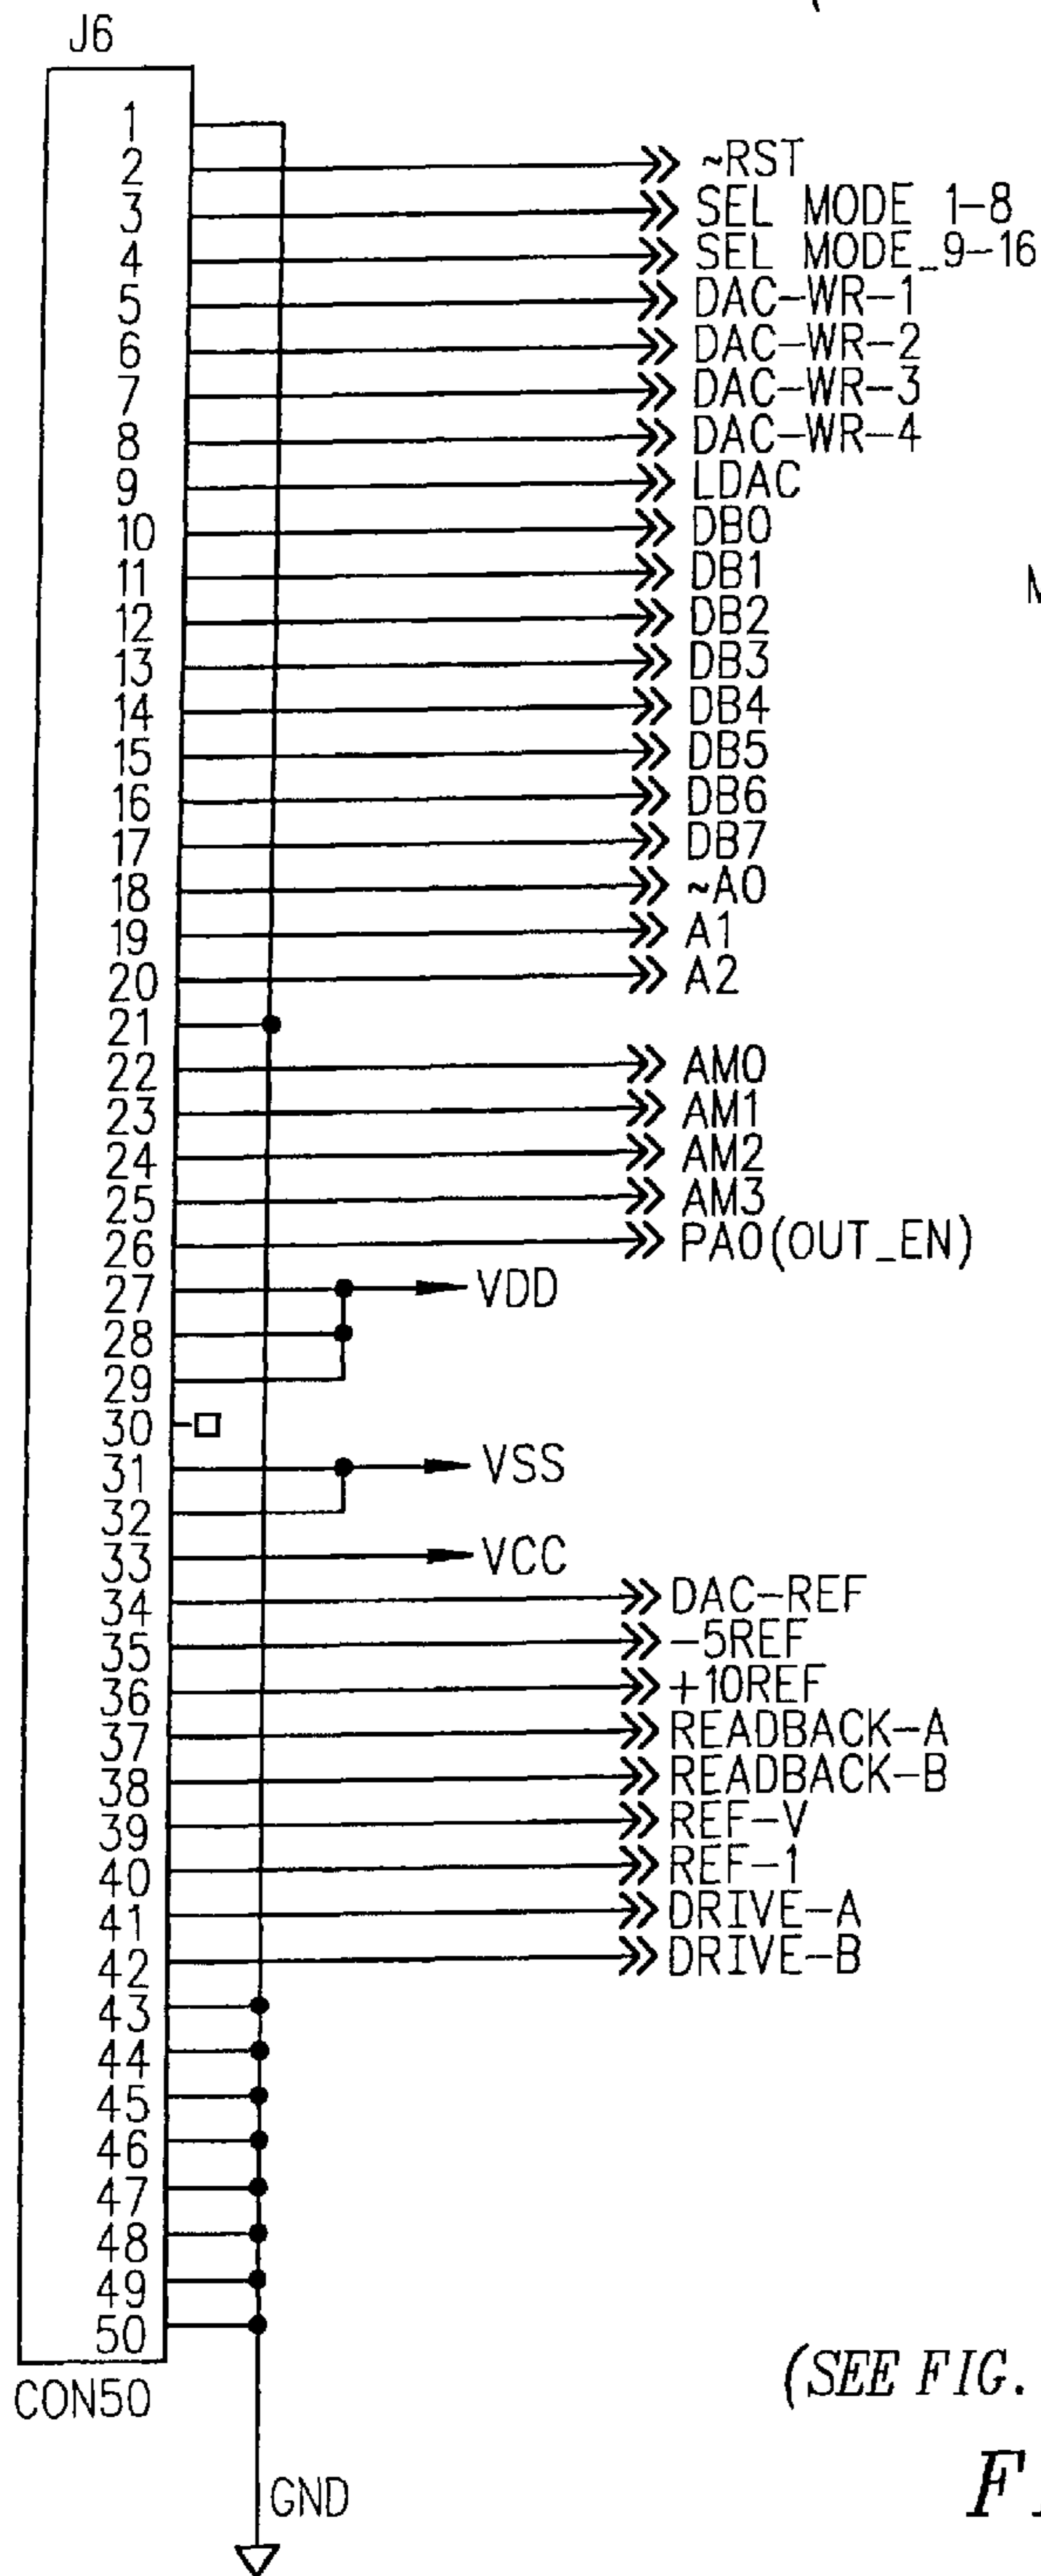 J6
1
2 ~RST
3 SEL MODE 1-8
4 SEL MODE_9-16
5 DAC-WR-1
6 DAC-WR-2
7 DAC-WR-3
8 DAC-WR-4
9 LDAC
10 DB0
11 DB1
12 DB2
13 DB3
14 DB4
15 DB5
16 DB6
17 DB7
18 ~A0
19 A1
20 A2
21
22 AM0
23 AM1
24 AM2
25 AM3
26 PA0(OUT_EN)
27 VDD
28
29
30
31 VSS
32
33 VCC
34 DAC-REF
35 -5REF
36 +10REF
37 READBACK-A
38 READBACK-B
39 REF-V
40 REF-1
41 DRIVE-A
42 DRIVE-B
43
44
45
46
47
48
49
50
CON50
(SEE FIG.
GND